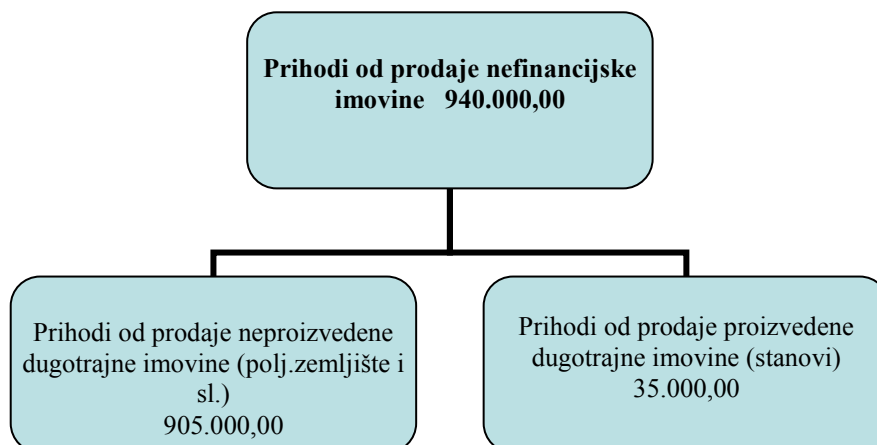 Prihodi od prodaje nefinancijske
imovine 940.000,00
Prihodi od prodaje neproizvedene
dugotrajne imovine (polj.zemljište i
sl.)
905.000,00
Prihodi od prodaje proizvedene
dugotrajne imovine (stanovi)
35.000,00